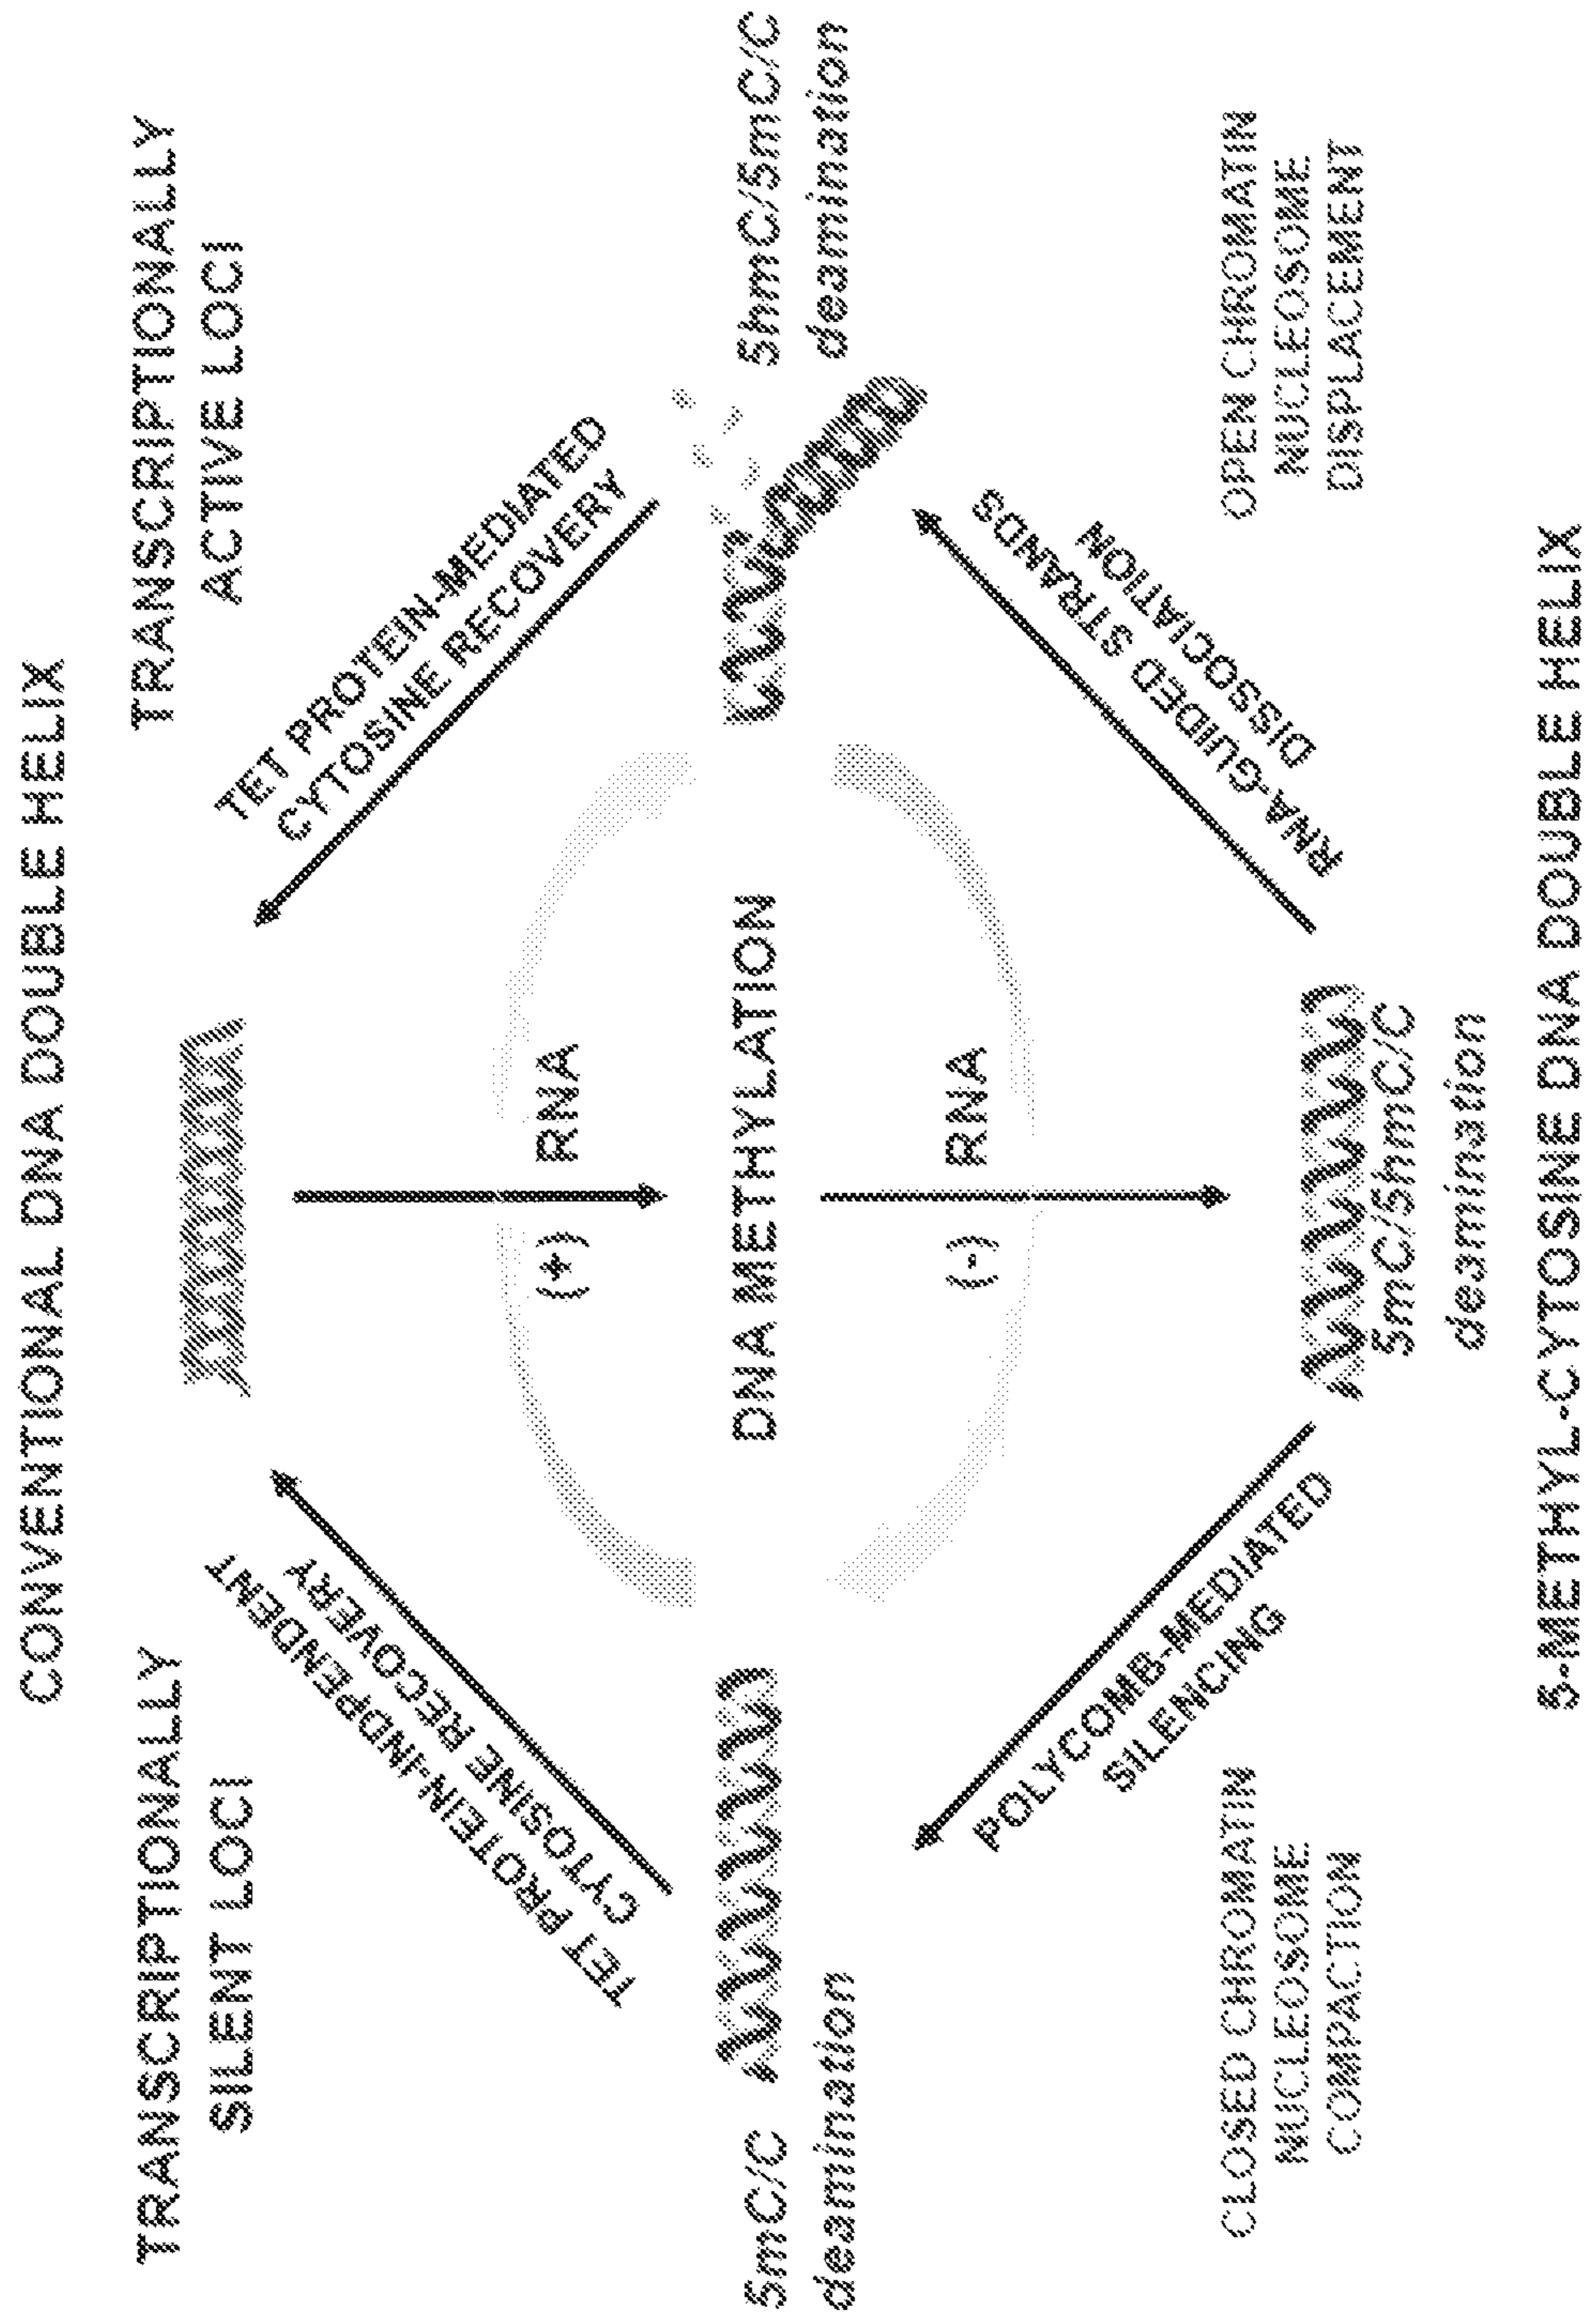 CONVENTIONAL DNA DOUBLE HELIX
TRANSCRIPTIONALLY
SILENT LOCI
TRANSCRIPTIONALLY
ACTIVE LOCI
TET PROTEIN-INDPENDENT
CYTOSINE RECOVERY
TET PROTEIN-MEDIATED
CYTOSINE RECOVERY
(+) RNA
5mC/C
deamination
DNA METHYLATION
5hmC/5mC/C
deamination
(-) RNA
POLYCOMB-MEDIATED
SILENCING
RNA-GUIDED STRANDS
DISSOCIATION
CLOSED CHROMATIN
NUCLEOSOME
COMPACTION
OPEN CHROMATIN
NUCLEOSOME
DISPLACEMENT
5mC/5hmC/C
deamination
5-METHYL-CYTOSINE DNA DOUBLE HELIX